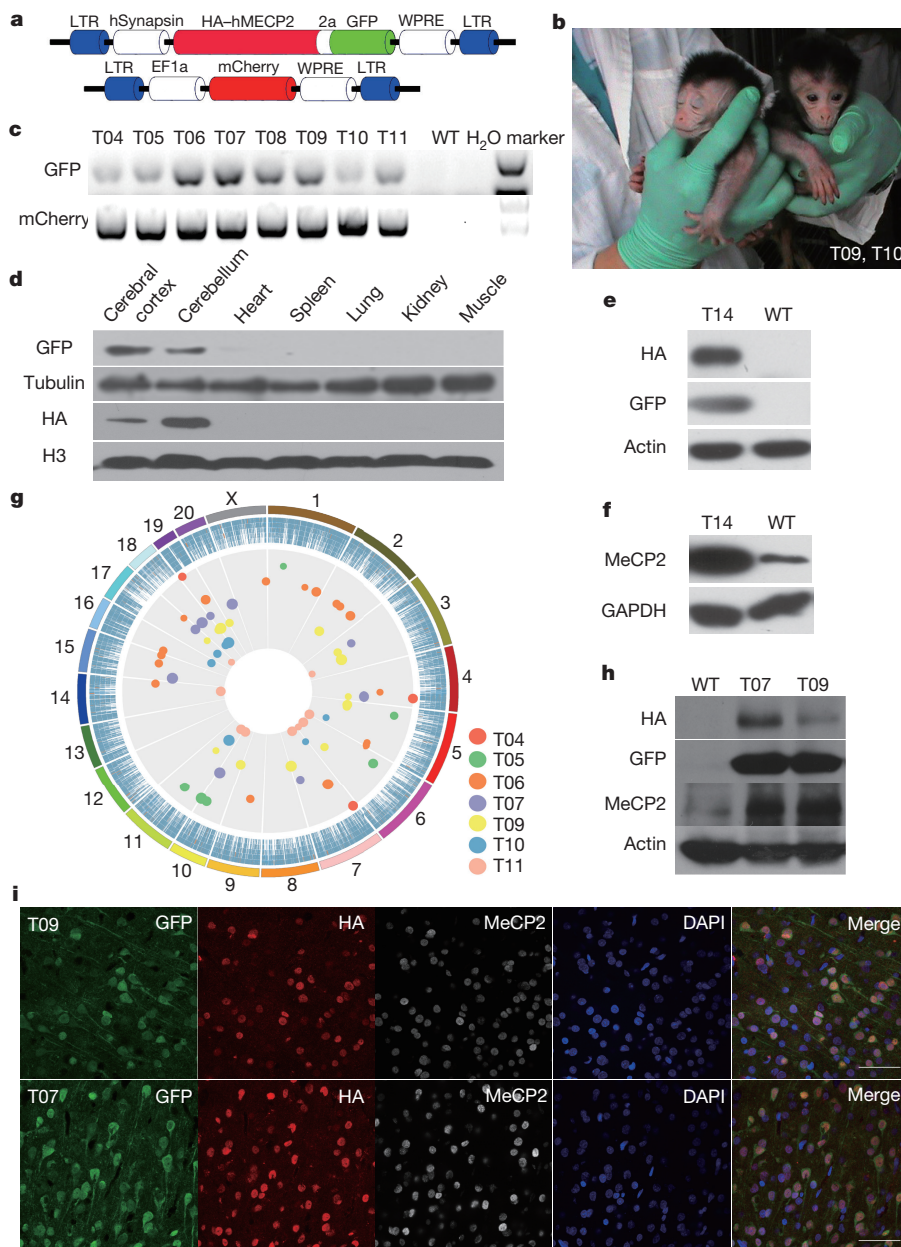 a
LTR hSynapsin HA–hMECP2 2a GFP WPRE LTR
LTR EF1a mCherry WPRE LTR
b
T09, T10
c
T04 T05 T06 T07 T08 T09 T10 T11 WT H2O marker
GFP
mCherry
d
Cerebral cortex Cerebellum Heart Spleen Lung Kidney Muscle
GFP
Tubulin
HA
H3
e
T14 WT
HA
GFP
Actin
f
T14 WT
MeCP2
GAPDH
g
X 1 2 3 4 5 6 7 8 9 10 11 12 13 14 15 16 17 18 19 20
T04
T05
T06
T07
T09
T10
T11
h
WT T07 T09
HA
GFP
MeCP2
Actin
i
T09 GFP HA MeCP2 DAPI Merge
T07 GFP HA MeCP2 DAPI Merge